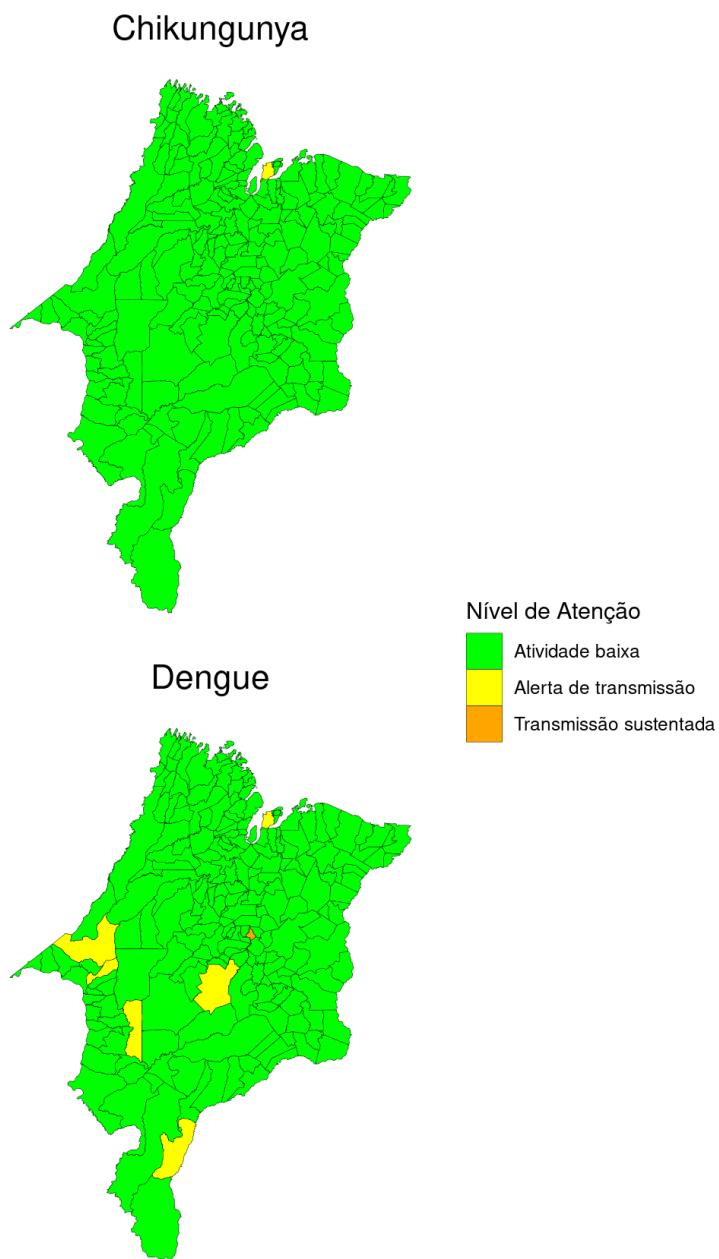 Chikungunya
Nível de Atenção
Atividade baixa
Alerta de transmissão
Transmissão sustentada
Dengue